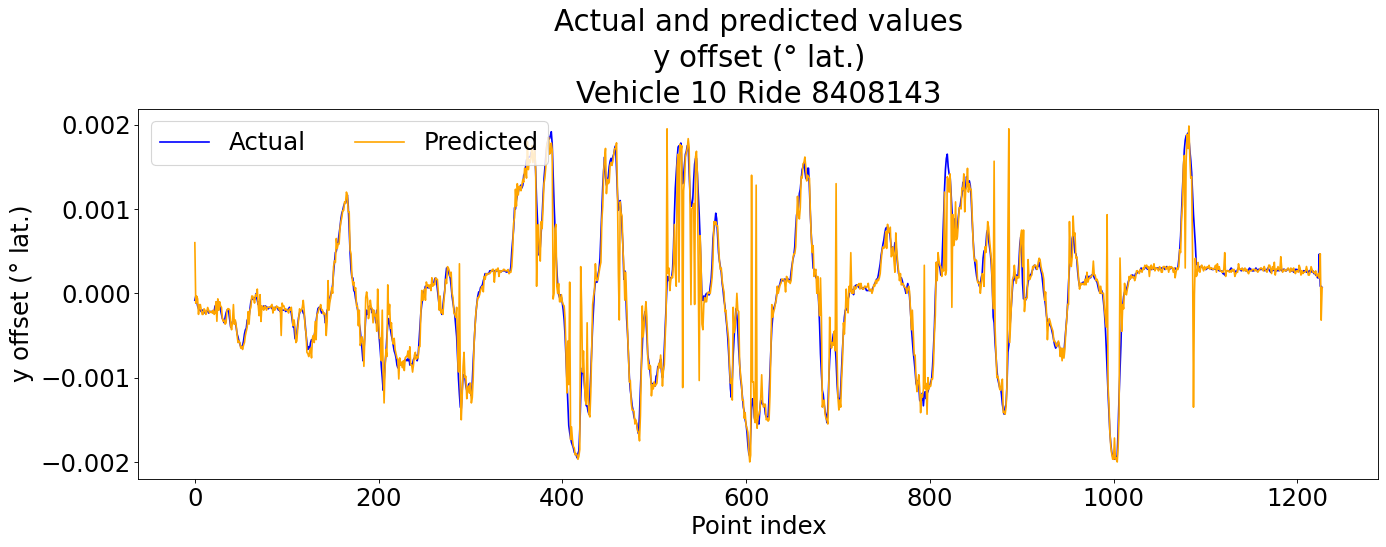 Actual and predicted values
y offset (° lat.)
Vehicle 10 Ride 8408143
Actual
Predicted
y offset (° lat.)
0.002
0.001
0.000
−0.001
−0.002
0
200
400
600
800
1000
1200
Point index